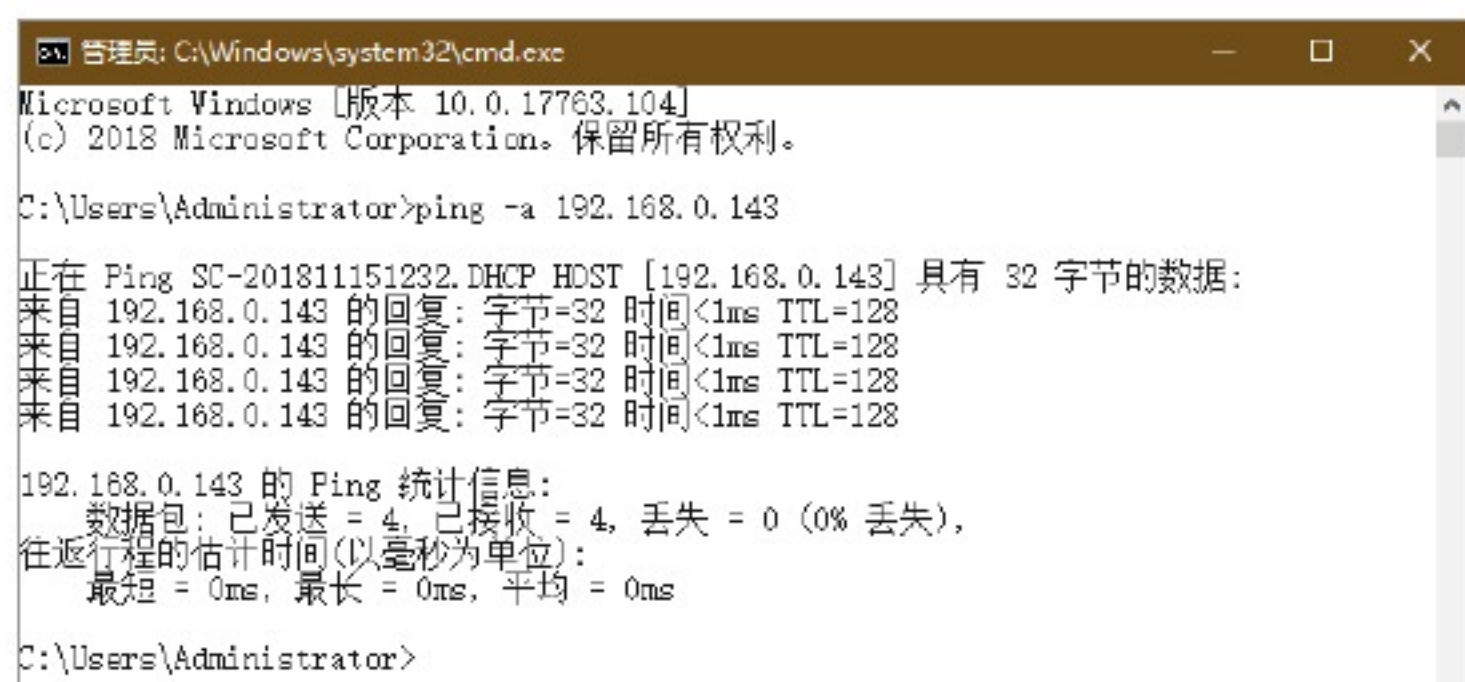 管理员: C:\Windows\system32\cmd.exe
Microsoft Windows [版本 10.0.17763.104]
(c) 2018 Microsoft Corporation。保留所有权利。
C:\Users\Administrator>ping -a 192.168.0.143
正在 Ping SC-201811151232.DHCP HOST [192.168.0.143] 具有 32 字节的数据:
来自 192.168.0.143 的回复: 字节=32 时间<1ms TTL=128
来自 192.168.0.143 的回复: 字节=32 时间<1ms TTL=128
来自 192.168.0.143 的回复: 字节=32 时间<1ms TTL=128
来自 192.168.0.143 的回复: 字节=32 时间<1ms TTL=128
192.168.0.143 的 Ping 统计信息:
数据包: 已发送 = 4, 已接收 = 4, 丢失 = 0 (0% 丢失),
往返行程的估计时间(以毫秒为单位):
最短 = 0ms, 最长 = 0ms, 平均 = 0ms
C:\Users\Administrator>